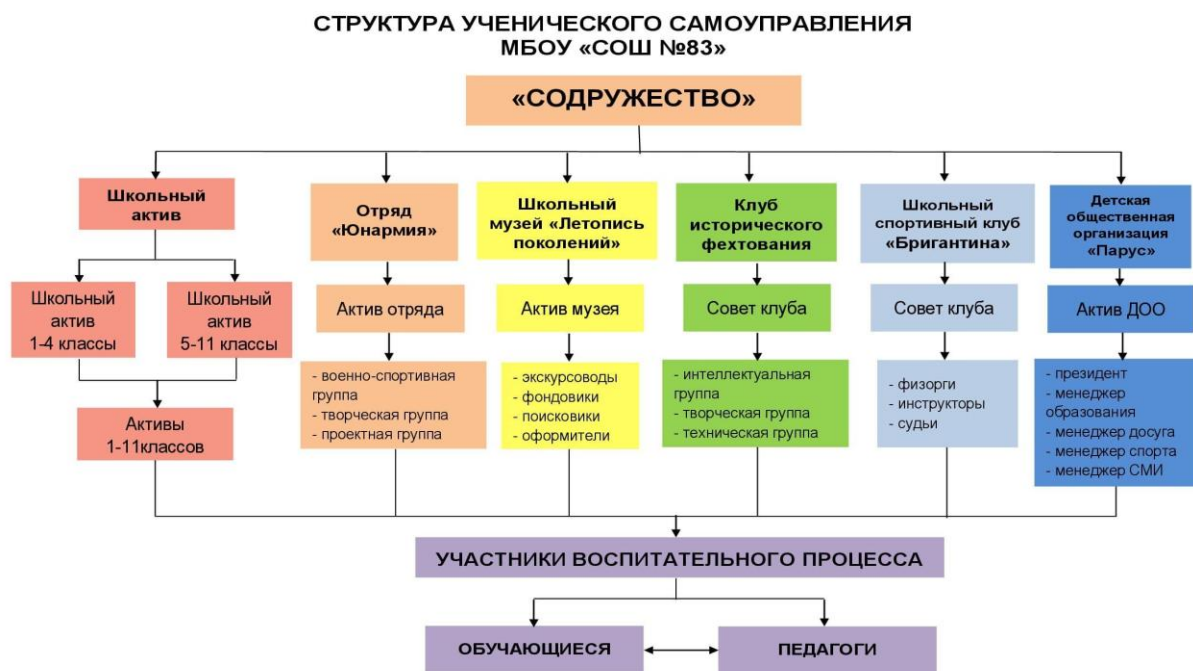 СТРУКТУРА УЧЕНИЧЕСКОГО САМОУПРАВЛЕНИЯ
МБОУ «СОШ №83»
«СОДРУЖЕСТВО»
Школьный
актив
Школьный
актив
1-4 классы
Школьный
актив
5-11 классы
Активы
1-11классов
Отряд
«Юнармия»
Актив отряда
- военно-спортивная
группа
- творческая группа
- проектная группа
Школьный
музей «Летопись
поколений»
Актив музея
- экскурсоводы
- фондовики
- поисковики
- оформители
Клуб
исторического
фехтования
Совет клуба
- интеллектуальная
группа
- творческая группа
- техническая группа
Школьный
спортивный клуб
«Бригантина»
Совет клуба
- физорги
- инструкторы
- судьи
Детская
общественная
организация
«Парус»
Актив ДОО
- президент
- менеджер
образования
- менеджер досуга
- менеджер спорта
- менеджер СМИ
УЧАСТНИКИ ВОСПИТАТЕЛЬНОГО ПРОЦЕССА
ОБУЧАЮЩИЕСЯ
ПЕДАГОГИ